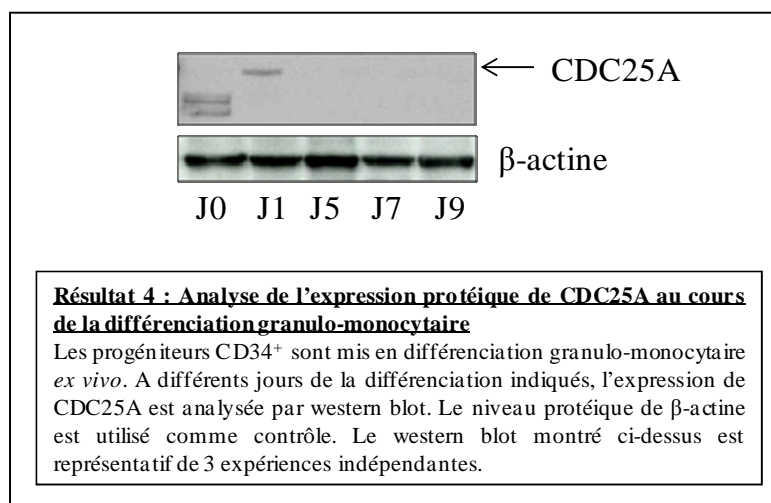 CDC25A
β-actine
J0 J1 J5 J7 J9
Résultat 4 : Analyse de l'expression protéique de CDC25A au cours
de la différenciation granulo-monocytaire
Les progéniteurs CD34+ sont mis en différenciation granulo-monocytaire
ex vivo. A différents jours de la différenciation indiqués, l'expression de
CDC25A est analysée par western blot. Le niveau protéique de β-actine
est utilisé comme contrôle. Le western blot montré ci-dessus est
représentatif de 3 expériences indépendantes.